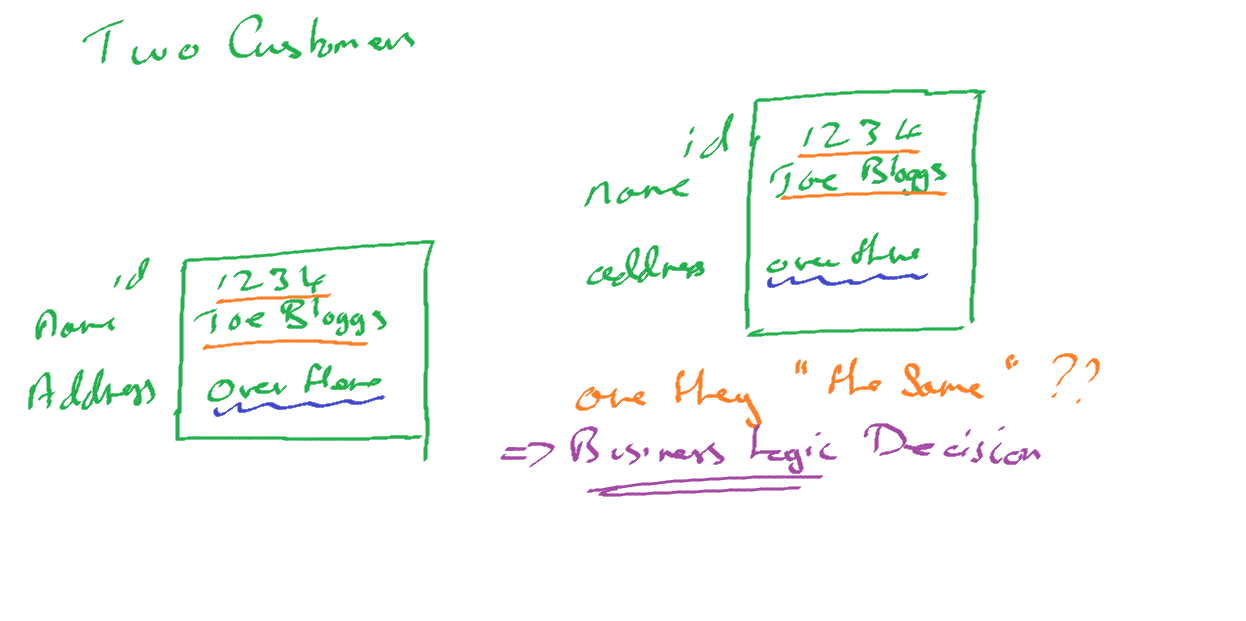 Two Customers
id 1234
name Joe Bloggs
address over there
id 1234
Name Joe Bloggs
Address Over there
are they "the same" ??
=> Business Logic Decision